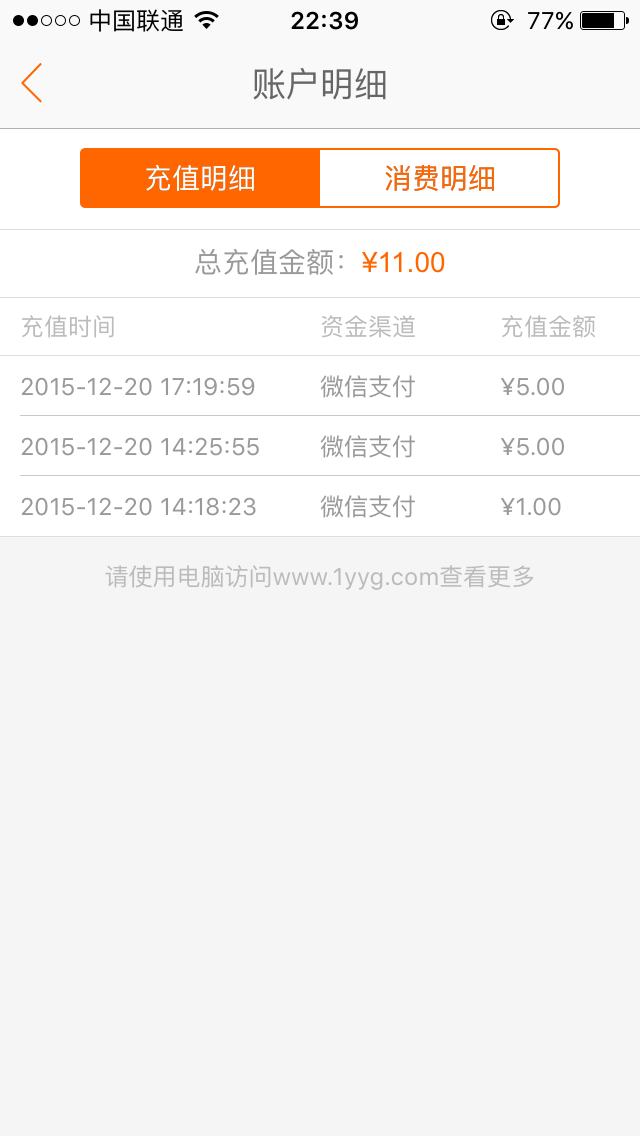 中国联通 22:39 77%
账户明细
充值明细 消费明细
总充值金额：¥11.00
充值时间 资金渠道 充值金额
2015-12-20 17:19:59 微信支付 ¥5.00
2015-12-20 14:25:55 微信支付 ¥5.00
2015-12-20 14:18:23 微信支付 ¥1.00
请使用电脑访问www.1yyg.com查看更多